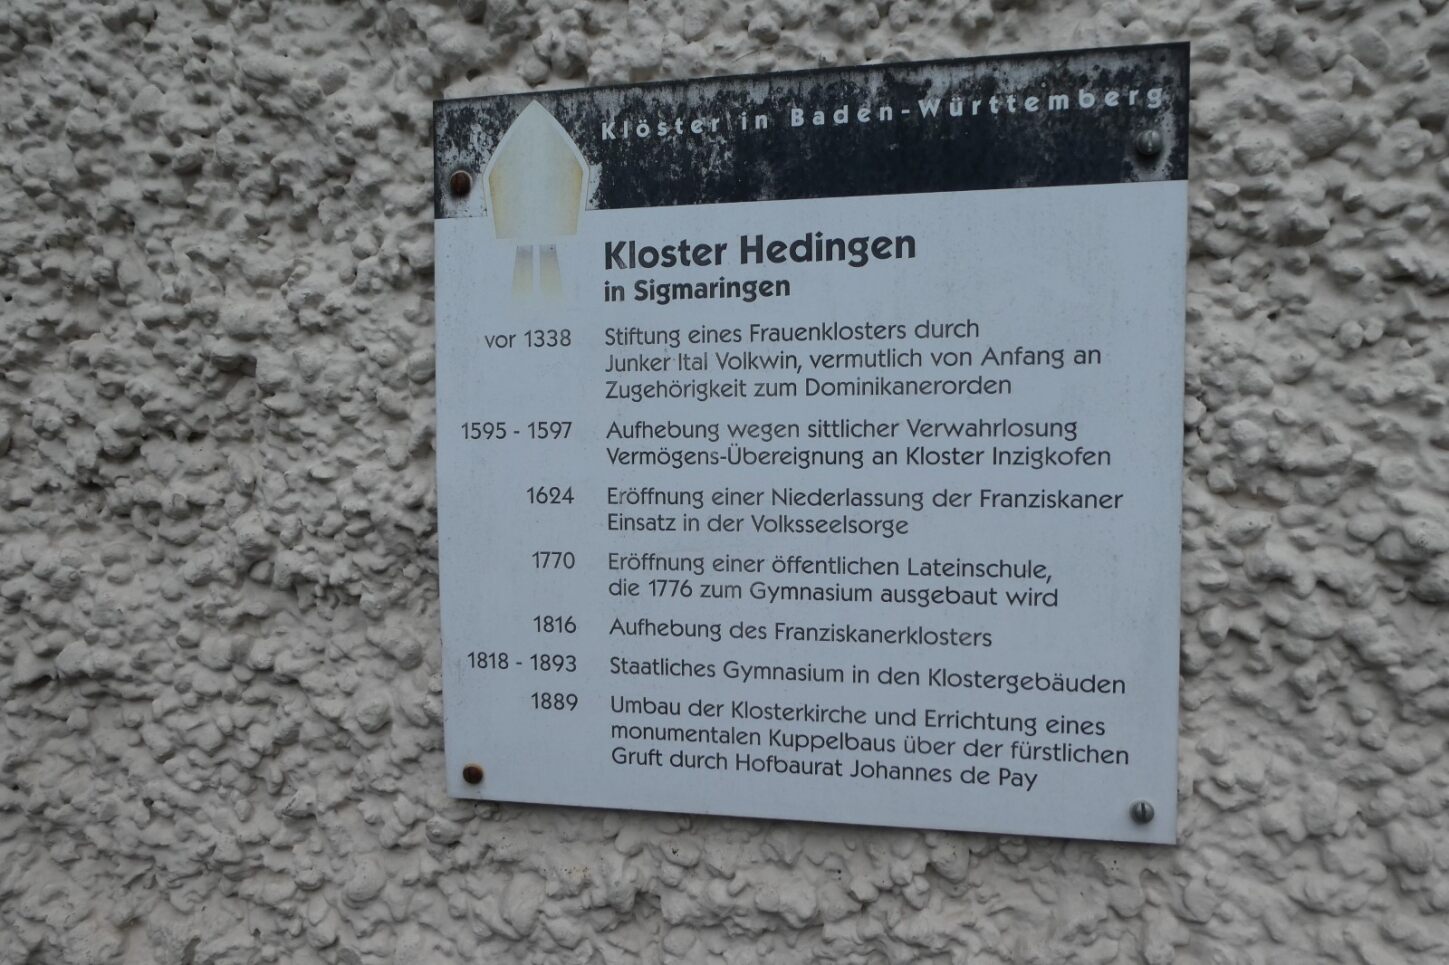 Klöster in Baden-Württemberg
Kloster Hedingen
in Sigmaringen
vor 1338 Stiftung eines Frauenklosters durch
Junker Ital Volkwin, vermutlich von Anfang an
Zugehörigkeit zum Dominikanerorden
1595 - 1597 Aufhebung wegen sittlicher Verwahrlosung
Vermögens-Übereignung an Kloster Inzigkofen
1624 Eröffnung einer Niederlassung der Franziskaner
Einsatz in der Volksseelsorge
1770 Eröffnung einer öffentlichen Lateinschule,
die 1776 zum Gymnasium ausgebaut wird
1816 Aufhebung des Franziskanerklosters
1818 - 1893 Staatliches Gymnasium in den Klostergebäuden
1889 Umbau der Klosterkirche und Errichtung eines
monumentalen Kuppelbaus über der fürstlichen
Gruft durch Hofbaurat Johannes de Pay